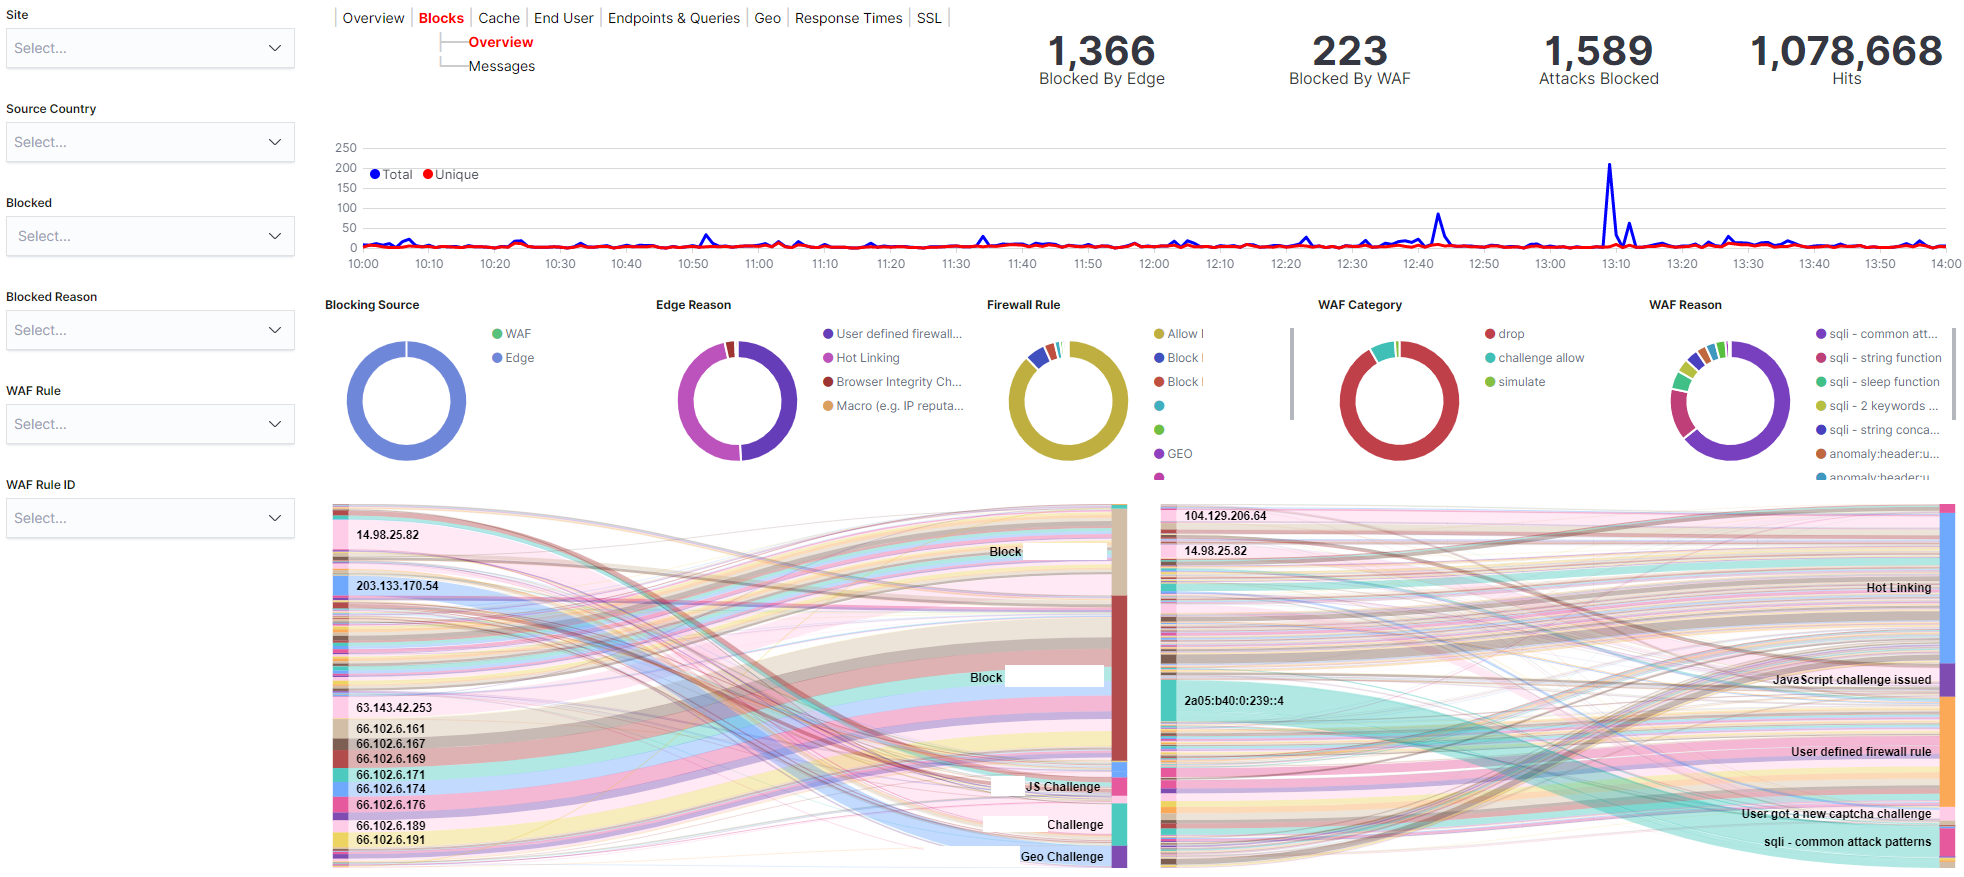 Site
Select...
Source Country
Select...
Blocked
Select...
Blocked Reason
Select...
WAF Rule
Select...
WAF Rule ID
Select...
Overview Blocks Cache End User Endpoints & Queries Geo Response Times SSL
Overview
Messages
1,366
Blocked By Edge
223
Blocked By WAF
1,589
Attacks Blocked
1,078,668
Hits
250
200
150
100
50
0
Total Unique
10:00 10:10 10:20 10:30 10:40 10:50 11:00 11:10 11:20 11:30 11:40 11:50 12:00 12:10 12:20 12:30 12:40 12:50 13:00 13:10 13:20 13:30 13:40 13:50 14:00
Blocking Source
WAF
Edge
Edge Reason
User defined firewall...
Hot Linking
Browser Integrity Ch...
Macro (e.g. IP reputa...
Firewall Rule
Allow
Block
Block
GEO
WAF Category
drop
challenge allow
simulate
WAF Reason
sqli - common att...
sqli - string function
sqli - sleep function
sqli - 2 keywords ...
sqli - string conca...
anomaly:header:u...
anomaly:header:u...
14.98.25.82
203.133.170.54
63.143.42.253
66.102.6.161
66.102.6.167
66.102.6.169
66.102.6.171
66.102.6.174
66.102.6.176
66.102.6.189
66.102.6.191
Block
Block
JS Challenge
Challenge
Geo Challenge
104.129.206.64
14.98.25.82
2a05:b40:0:239::4
Hot Linking
JavaScript challenge issued
User defined firewall rule
User got a new captcha challenge
sqli - common attack patterns